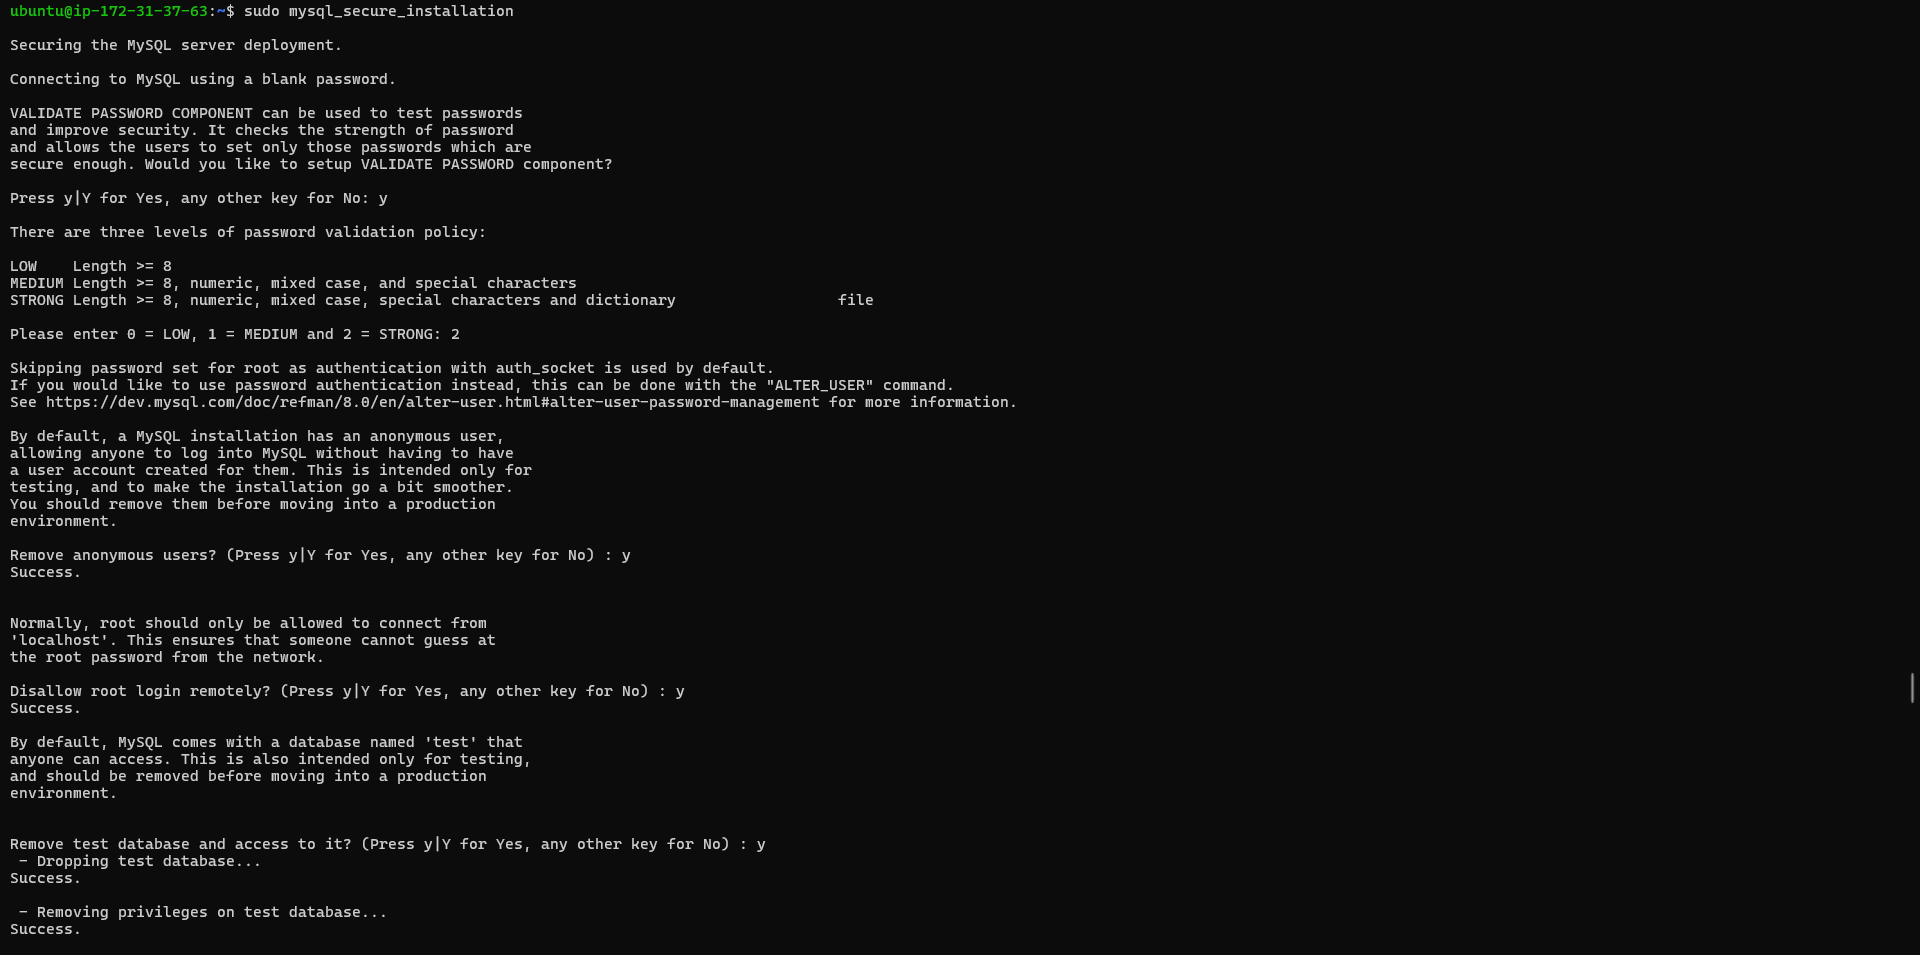 ubuntu@ip-172-31-37-63:~$ sudo mysql_secure_installation
Securing the MySQL server deployment.
Connecting to MySQL using a blank password.
VALIDATE PASSWORD COMPONENT can be used to test passwords
and improve security. It checks the strength of password
and allows the users to set only those passwords which are
secure enough. Would you like to setup VALIDATE PASSWORD component?
Press y|Y for Yes, any other key for No: y
There are three levels of password validation policy:
LOW    Length >= 8
MEDIUM Length >= 8, numeric, mixed case, and special characters
STRONG Length >= 8, numeric, mixed case, special characters and dictionary                  file
Please enter 0 = LOW, 1 = MEDIUM and 2 = STRONG: 2
Skipping password set for root as authentication with auth_socket is used by default.
If you would like to use password authentication instead, this can be done with the "ALTER_USER" command.
See https://dev.mysql.com/doc/refman/8.0/en/alter-user.html#alter-user-password-management for more information.
By default, a MySQL installation has an anonymous user,
allowing anyone to log into MySQL without having to have
a user account created for them. This is intended only for
testing, and to make the installation go a bit smoother.
You should remove them before moving into a production
environment.
Remove anonymous users? (Press y|Y for Yes, any other key for No) : y
Success.
Normally, root should only be allowed to connect from
'localhost'. This ensures that someone cannot guess at
the root password from the network.
Disallow root login remotely? (Press y|Y for Yes, any other key for No) : y
Success.
By default, MySQL comes with a database named 'test' that
anyone can access. This is also intended only for testing,
and should be removed before moving into a production
environment.
Remove test database and access to it? (Press y|Y for Yes, any other key for No) : y
 - Dropping test database...
Success.
 - Removing privileges on test database...
Success.